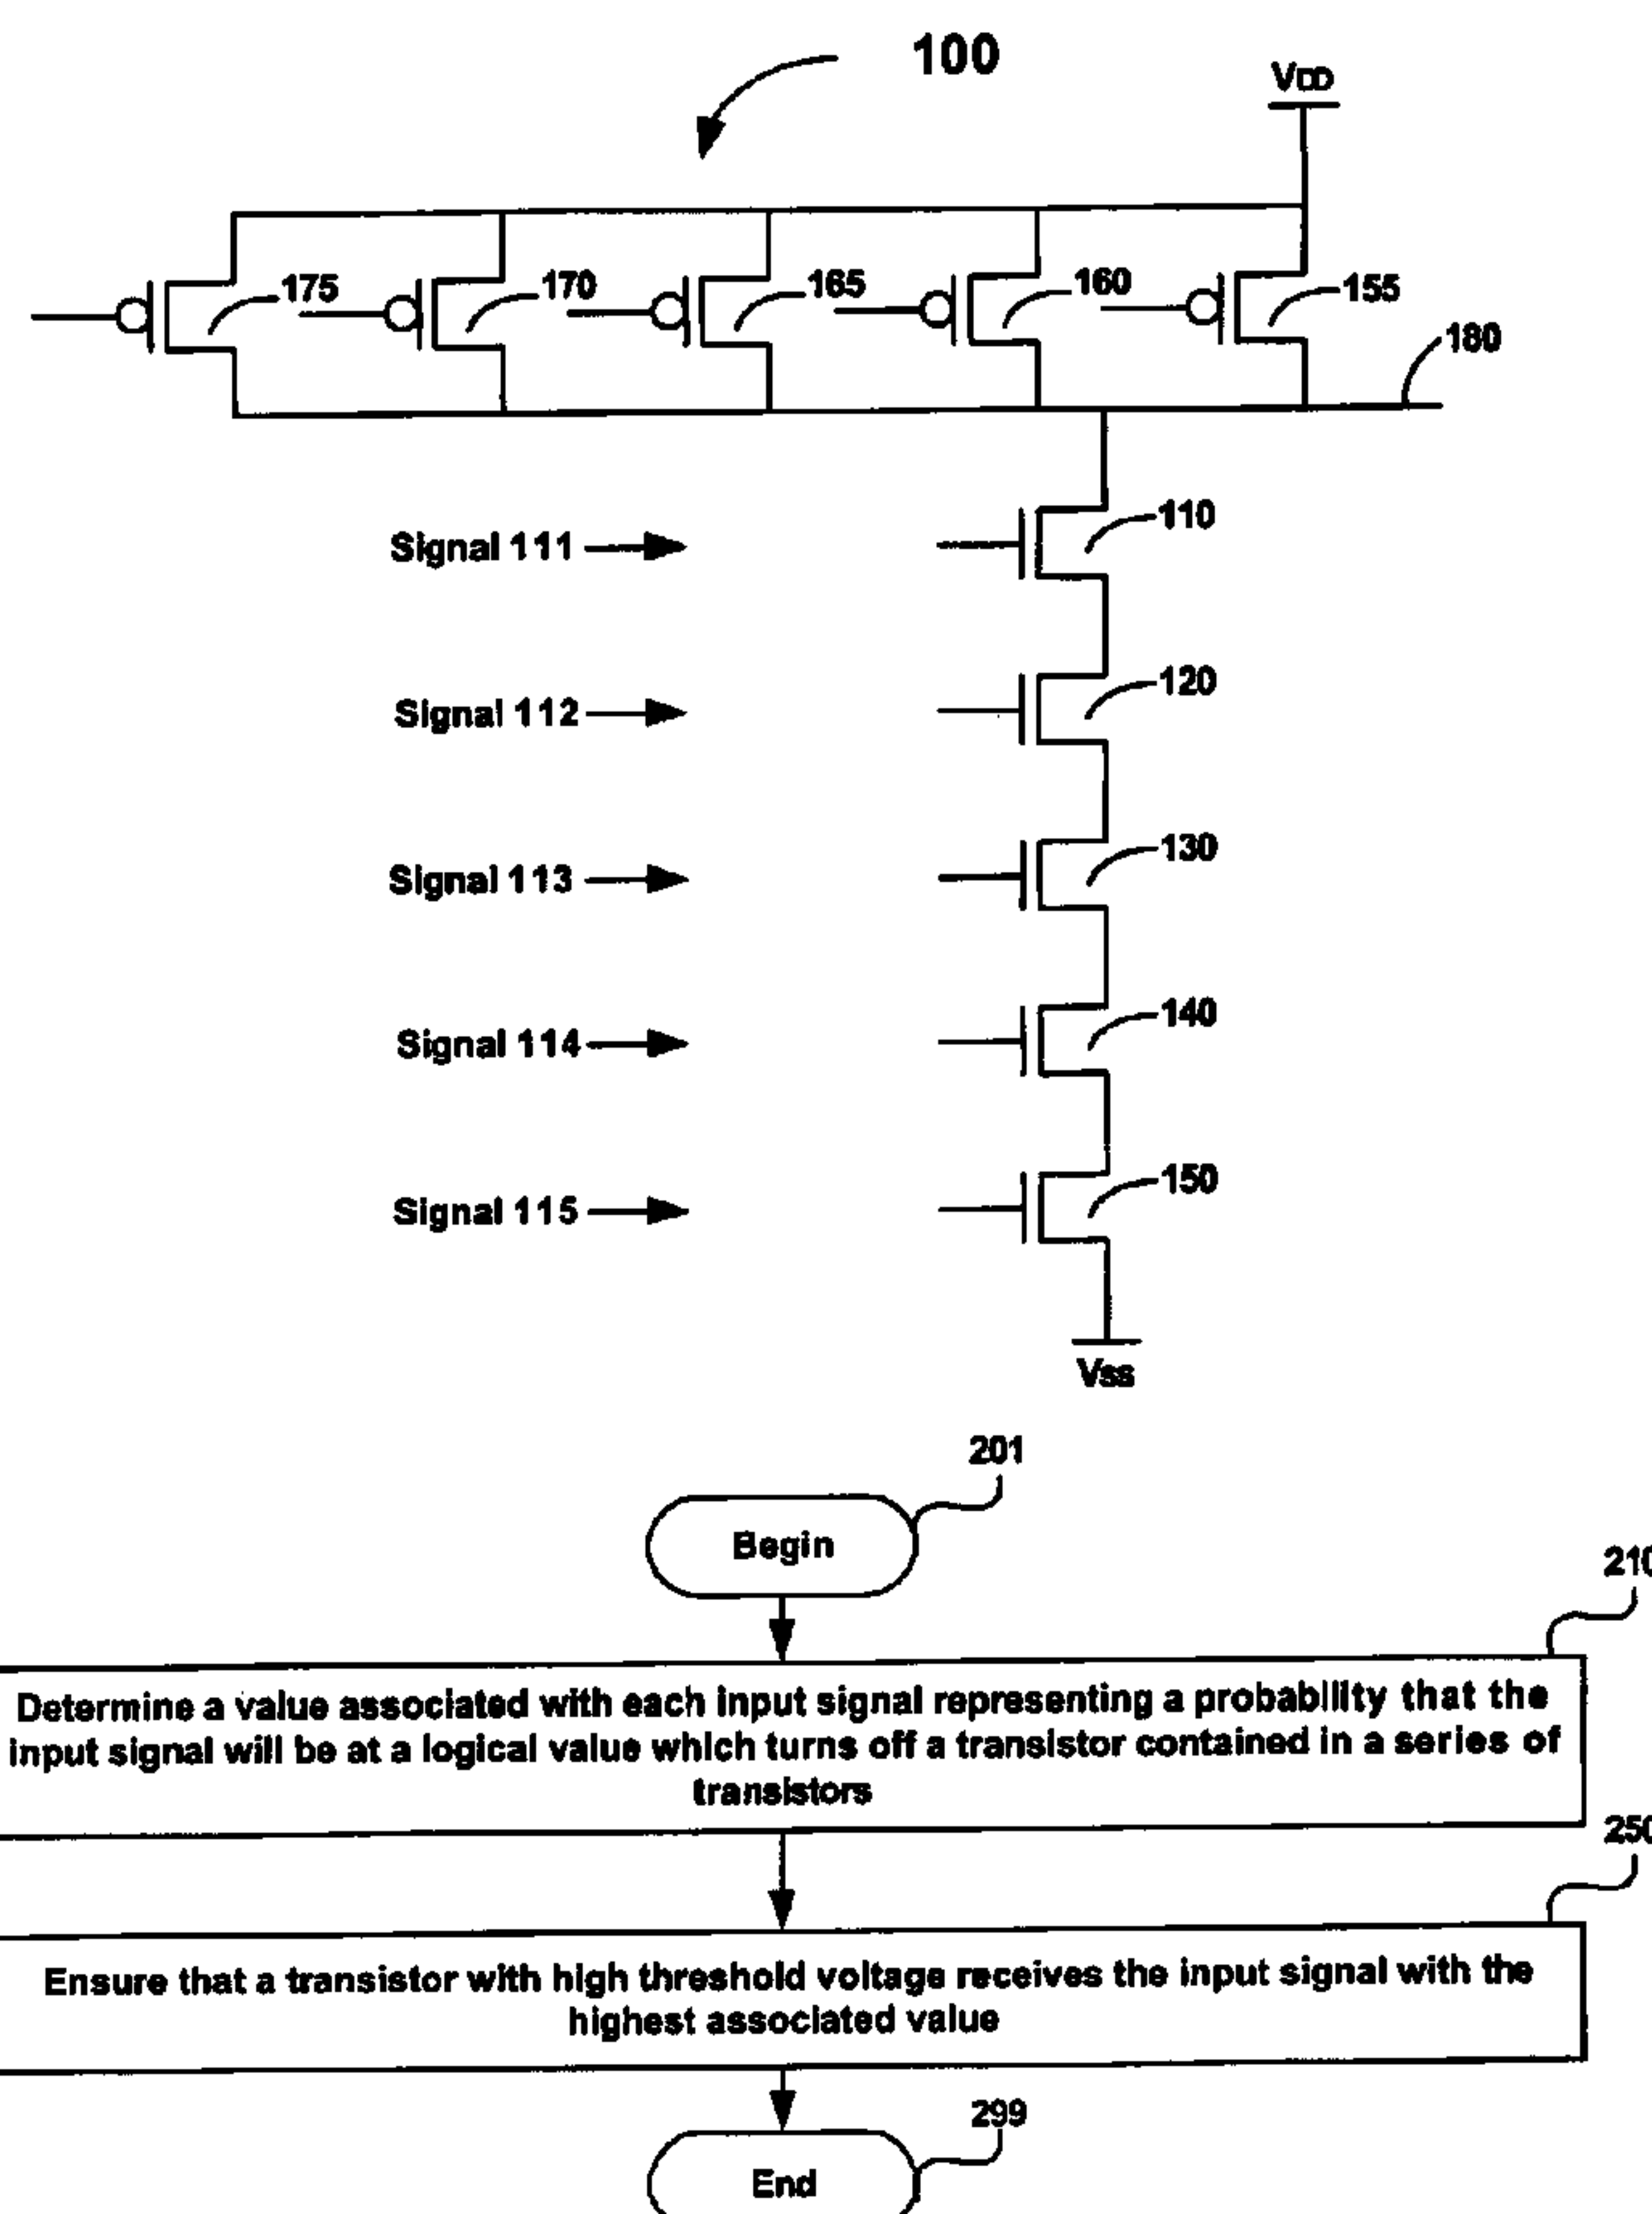 100
VDD
175
170
165
160
155
180
110
Signal 111
120
Signal 112
130
Signal 113
140
Signal 114
150
Signal 115
Vss
201
Begin
210
Determine a value associated with each input signal representing a probability that the
input signal will be at a logical value which turns off a transistor contained in a series of
transistors
250
Ensure that a transistor with high threshold voltage receives the input signal with the
highest associated value
299
End